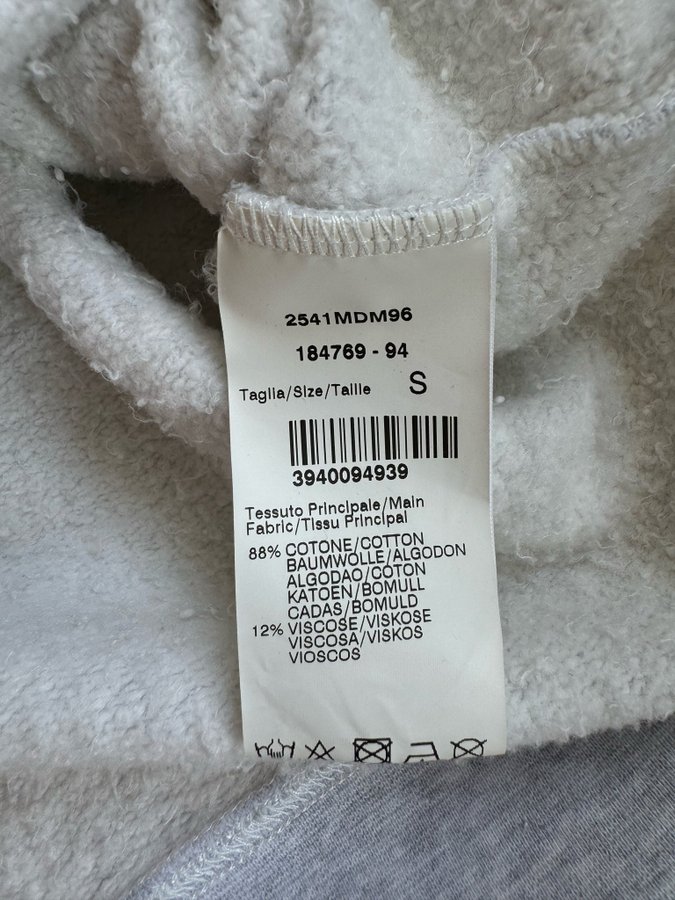 2541MDM96
184769 - 94
Taglia/Size/Taille S
3940094939
Tessuto Principale/Main
Fabric/Tissu Principal
88% COTONE/COTTON
BAUMWOLLE/ALGODON
ALGODAO/COTON
KATOEN/BOMULL
CADAS/BOMULD
12% VISCOSE/VISKOSE
VISCOSA/VISKOS
VIOSCOS